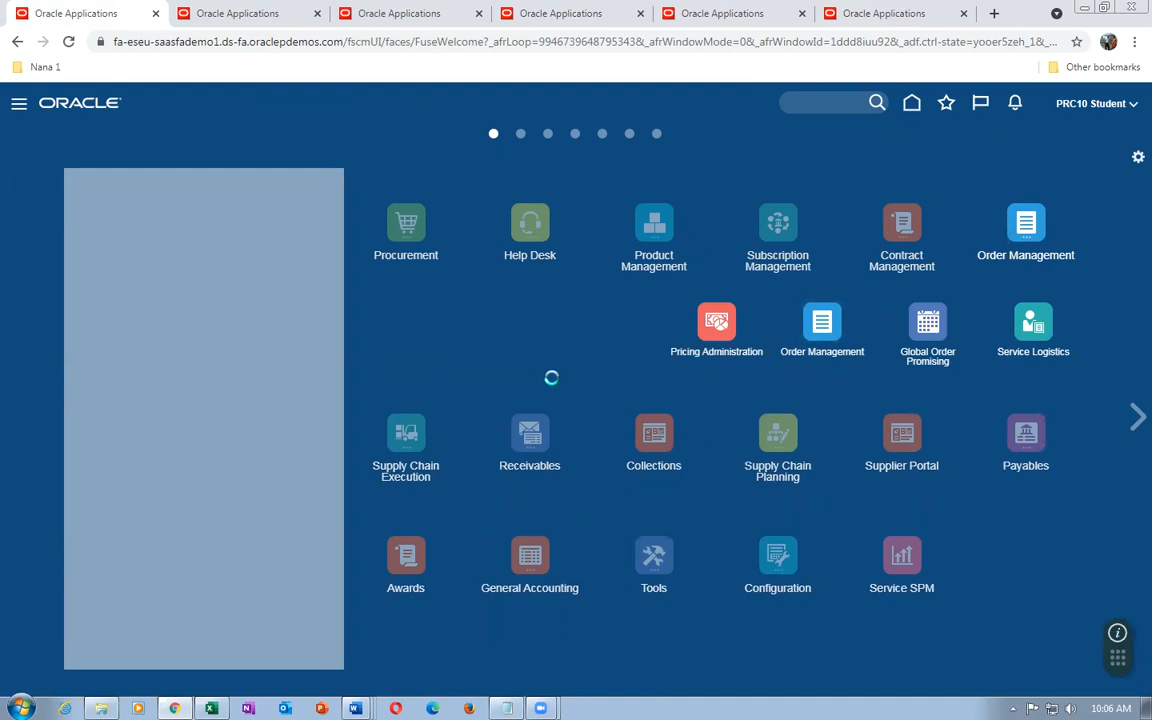 Oracle Applications
Oracle Applications
Oracle Applications
Oracle Applications
Oracle Applications
Oracle Applications
fa-eseu-saasfademo1.ds-fa.oraclepdemos.com/fscmUI/faces/FuseWelcome?_afrLoop=99467396487953438&_afrWindowMode=0&_afrWindowId=1ddd8iuu92&_adf.ctrl-state=yooer5zeh_1&_...
Nana 1
Other bookmarks
ORACLE
PRC10 Student
Procurement
Help Desk
Product
Management
Subscription
Management
Contract
Management
Order Management
Pricing Administration
Order Management
Global Order
Promising
Service Logistics
Supply Chain
Execution
Receivables
Collections
Supply Chain
Planning
Supplier Portal
Payables
Awards
General Accounting
Tools
Configuration
Service SPM
10:06 AM